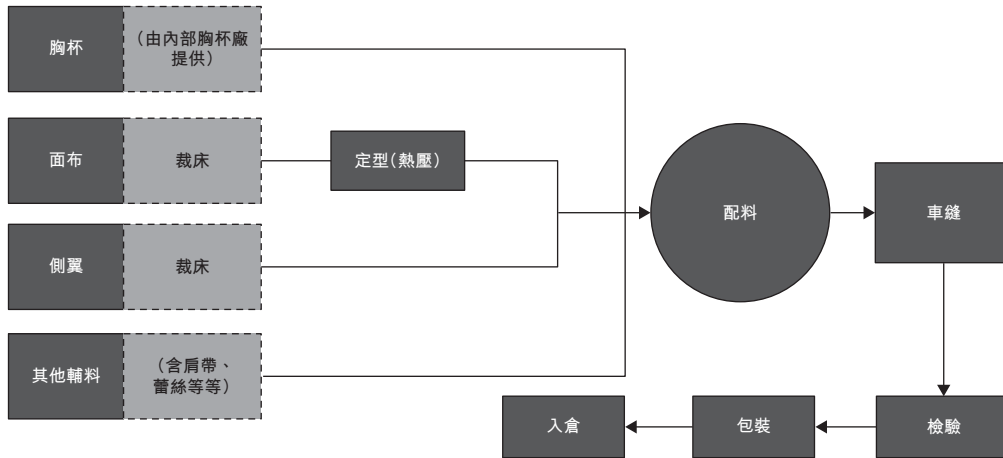 胸杯
（由內部胸杯廠
提供）
面布
裁床
定型（熱壓）
配料
車縫
側翼
裁床
其他輔料
（含肩帶、
蕾絲等等）
入倉
包裝
檢驗